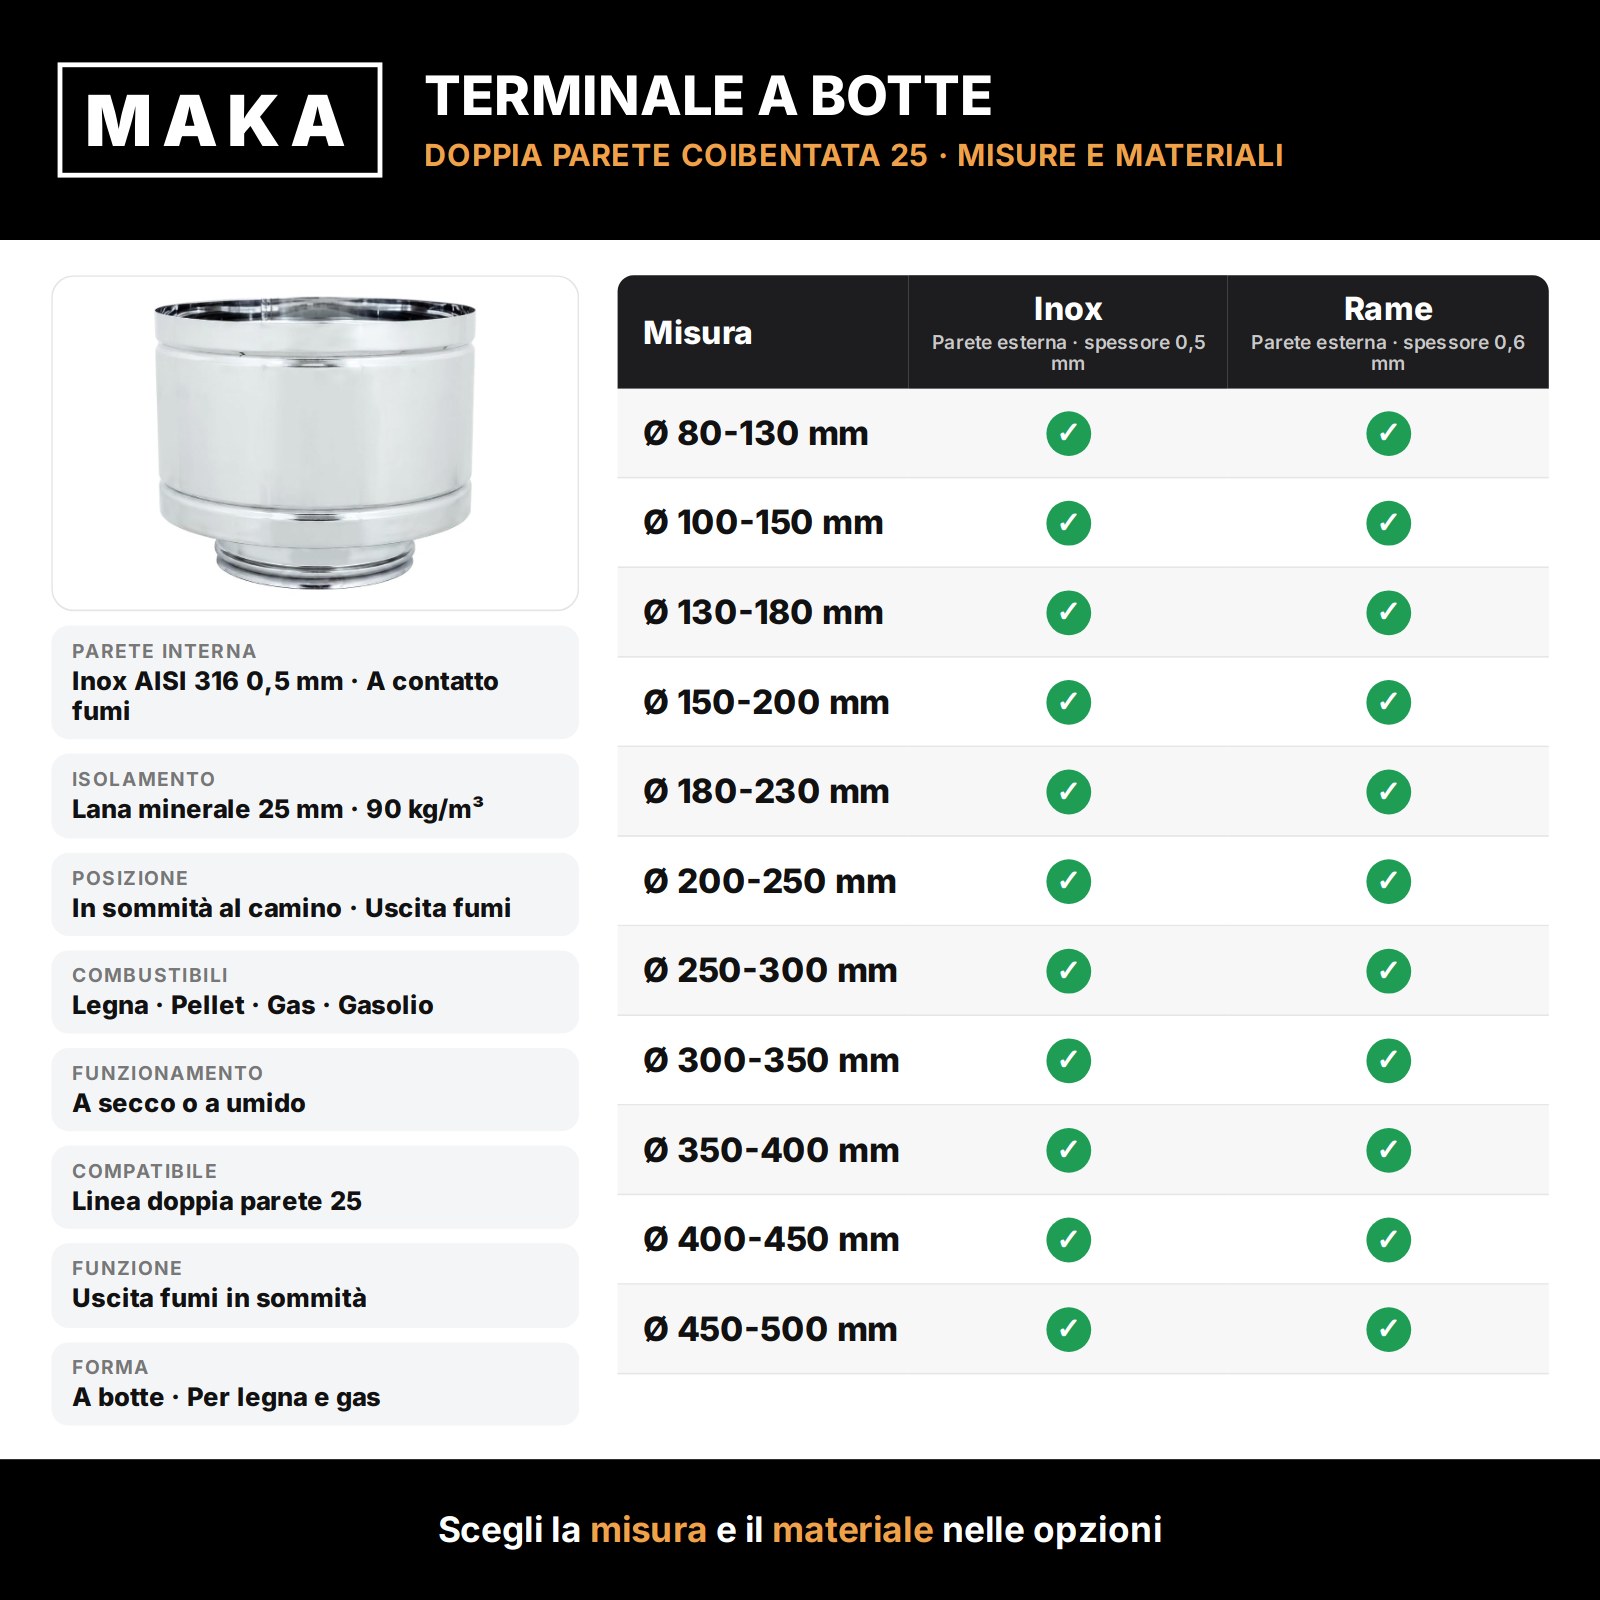 MAKA
TERMINALE A BOTTE
DOPPIA PARETE COIBENTATA 25 · MISURE E MATERIALI
PARETE INTERNA
Inox AISI 316 0,5 mm · A contatto
fumi
ISOLAMENTO
Lana minerale 25 mm · 90 kg/m³
POSIZIONE
In sommità al camino · Uscita fumi
COMBUSTIBILI
Legna · Pellet · Gas · Gasolio
FUNZIONAMENTO
A secco o a umido
COMPATIBILE
Linea doppia parete 25
FUNZIONE
Uscita fumi in sommità
FORMA
A botte · Per legna e gas
Misura
Inox
Parete esterna · spessore 0,5
mm
Rame
Parete esterna · spessore 0,6
mm
Ø 80-130 mm ✓ ✓
Ø 100-150 mm ✓ ✓
Ø 130-180 mm ✓ ✓
Ø 150-200 mm ✓ ✓
Ø 180-230 mm ✓ ✓
Ø 200-250 mm ✓ ✓
Ø 250-300 mm ✓ ✓
Ø 300-350 mm ✓ ✓
Ø 350-400 mm ✓ ✓
Ø 400-450 mm ✓ ✓
Ø 450-500 mm ✓ ✓
Scegli la misura e il materiale nelle opzioni